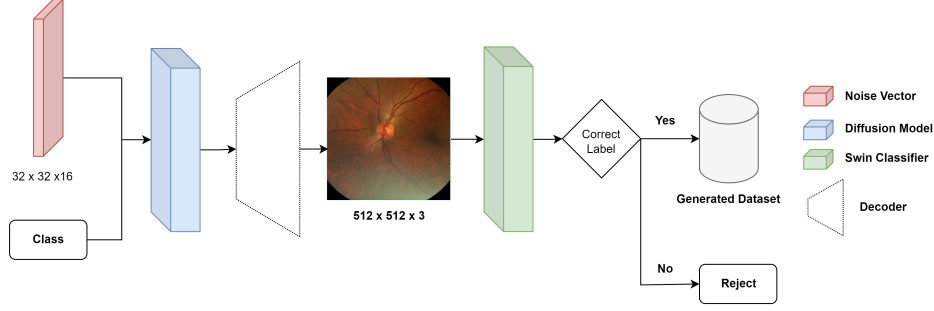 32 x 32 x16
Class
512 x 512 x 3
Correct
Label
Yes
No
Generated Dataset
Reject
Noise Vector
Diffusion Model
Swin Classifier
Decoder